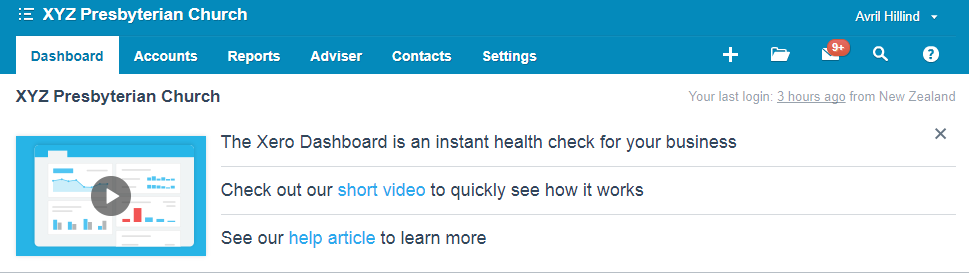 XYZ Presbyterian Church
Avril Hillind
Dashboard Accounts Reports Adviser Contacts Settings
9+
?
XYZ Presbyterian Church
Your last login: 3 hours ago from New Zealand
The Xero Dashboard is an instant health check for your business
Check out our short video to quickly see how it works
See our help article to learn more